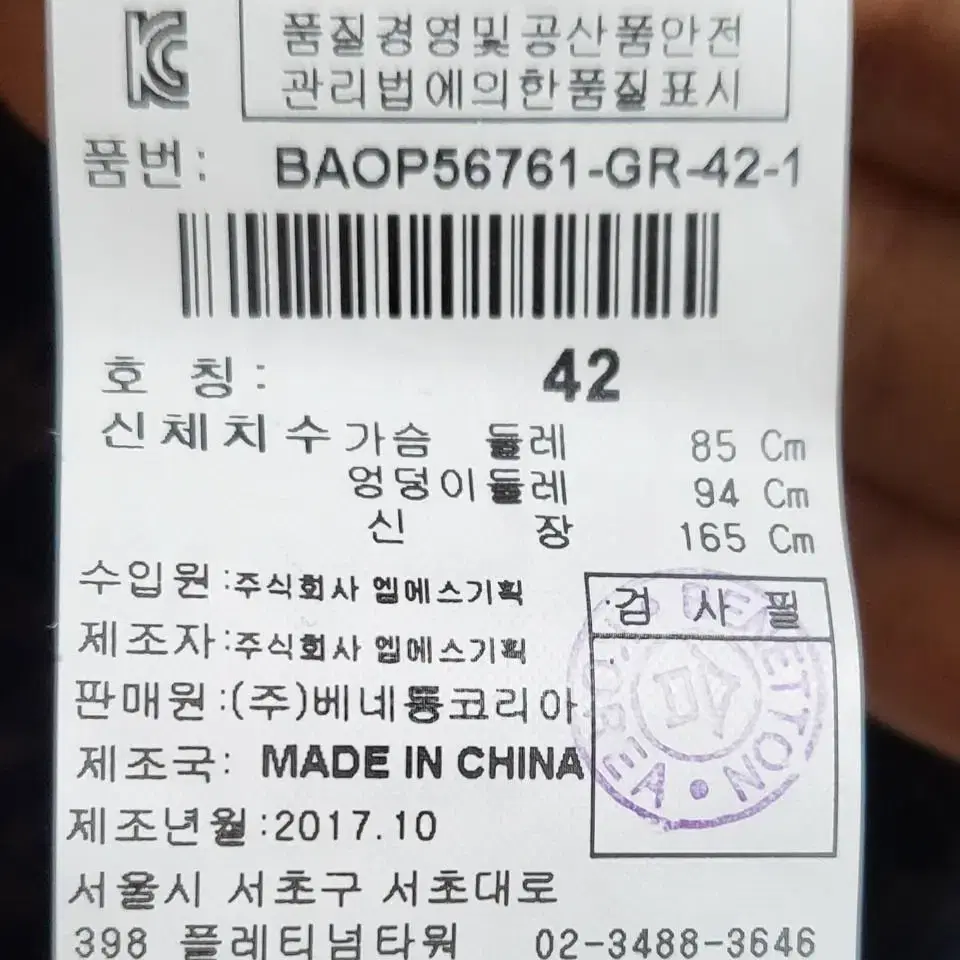 KC
품질경영및공산품안전
관리법에의한품질표시
품번: BAOP56761-GR-42-1
호 칭: 42
신체치수 가슴 둘레 85 Cm
엉덩이둘레 94 Cm
신 장 165 Cm
수입원:주식회사 엠에스기획
제조자:주식회사 엠에스기획
판매원:(주)베네통코리아
제조국: MADE IN CHINA
제조년월:2017.10
검 사 필
BENETTON KOREA
합
서울시 서초구 서초대로
398 플레티넘타워 02-3488-3646